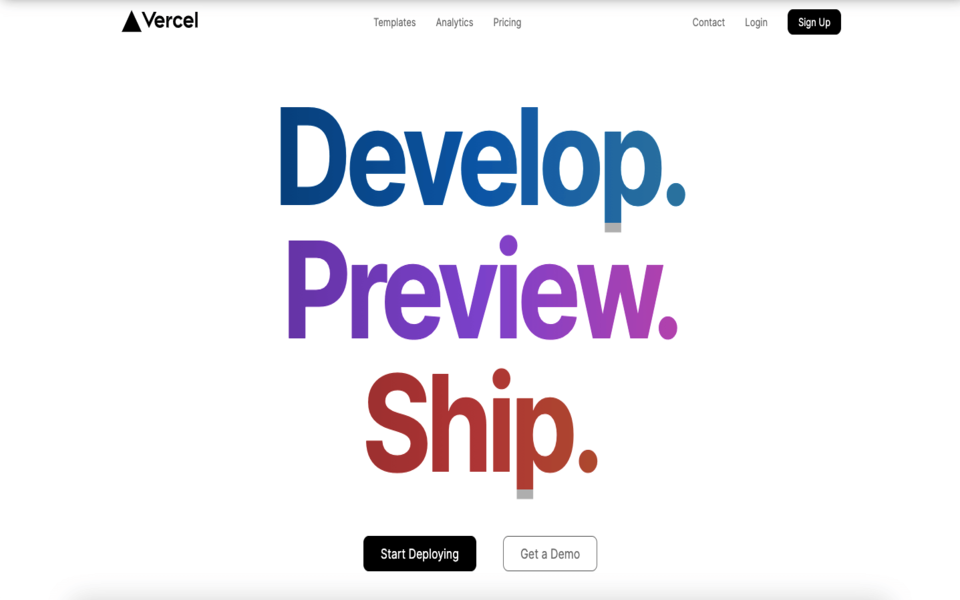 Vercel
Templates Analytics Pricing
Contact Login Sign Up
Develop.
Preview.
Ship.
Start Deploying Get a Demo